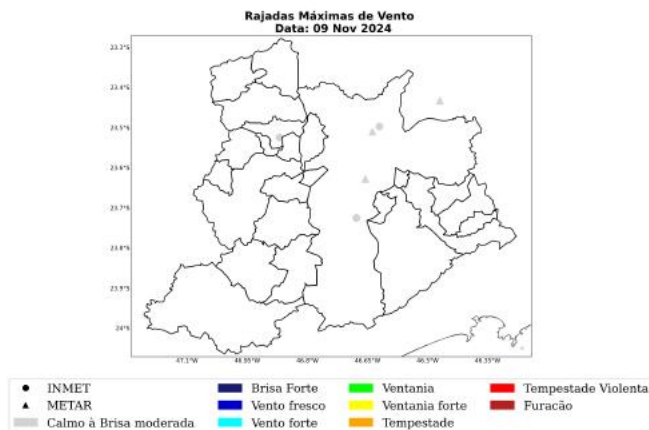 Rajadas Máximas de Vento
Data: 09 Nov 2024
23.2°S
23.4°S
23.5°S
23.6°S
23.7°S
23.8°S
23.9°S
24°S
47.1°W
46.95°W
46.8°W
46.65°W
46.5°W
46.35°W
INMET
METAR
Calmo à Brisa moderada
Brisa Forte
Vento fresco
Vento forte
Ventania
Ventania forte
Tempestade
Tempestade Violenta
Furacão